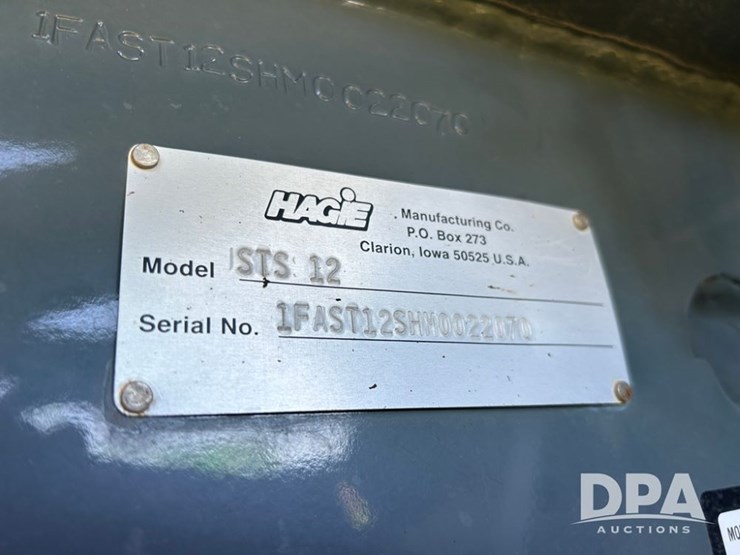 1FAST12SHM0022070
HAGIE
Manufacturing Co.
P.O. Box 273
Clarion, Iowa 50525 U.S.A.
Model STS 12
Serial No. 1FAST12SHM0022070
DPA
AUCTIONS